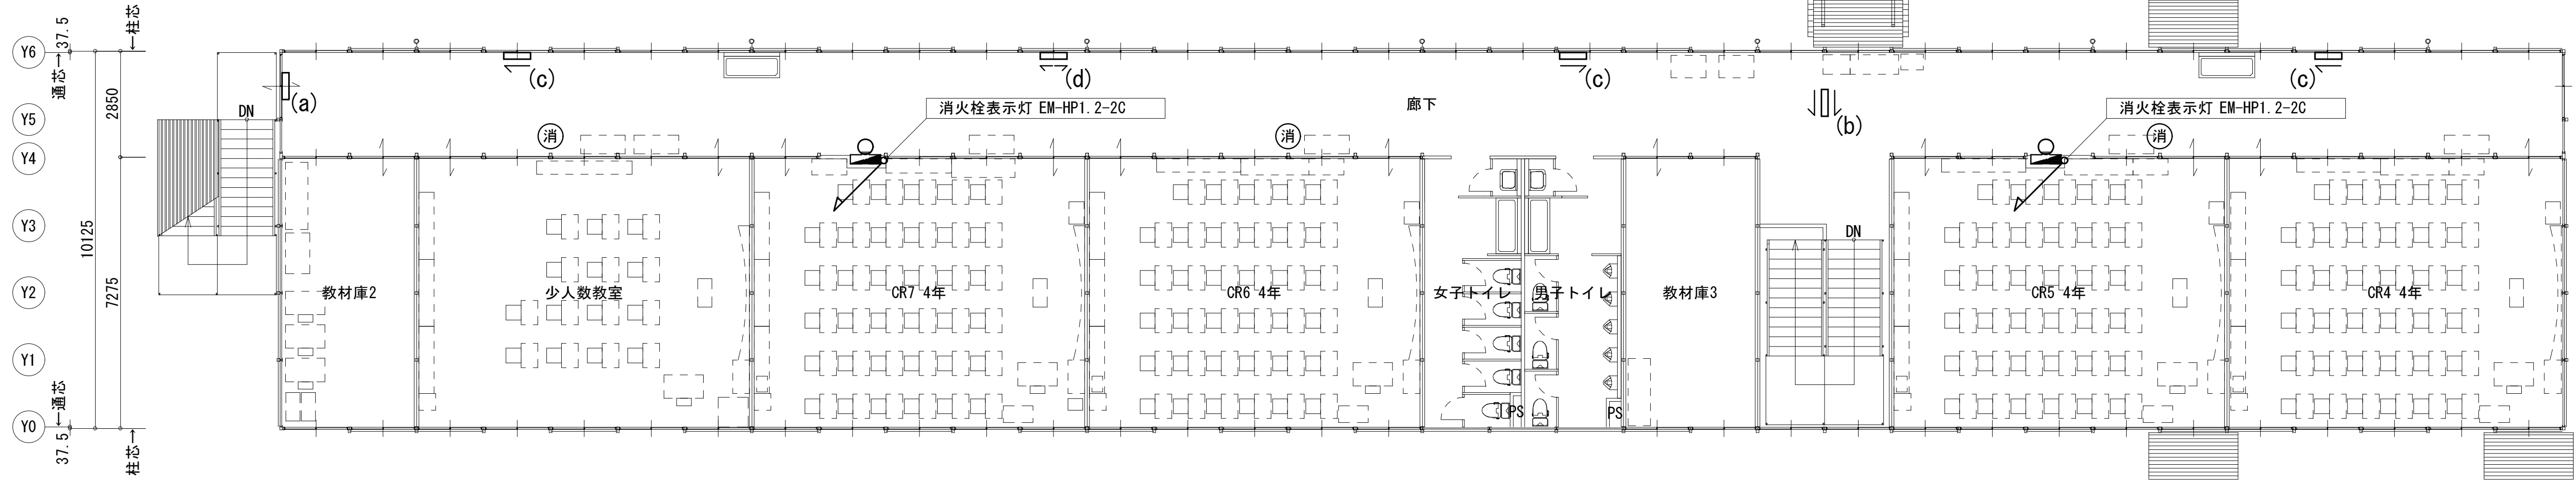 Y6
Y5
Y4
Y3
Y2
Y1
Y0
37.5
通芯→
←柱芯
2850
10125
7275
←通芯
柱芯→
37.5
DN
(a)
(c)
(d)
(c)
(b)
(c)
消火栓表示灯 EM-HP1.2-2C
廊下
消火栓表示灯 EM-HP1.2-2C
消
消
消
教材庫2
少人数教室
CR7 4年
CR6 4年
女子トイレ
男子トイレ
教材庫3
DN
CR5 4年
CR4 4年
PS
PS